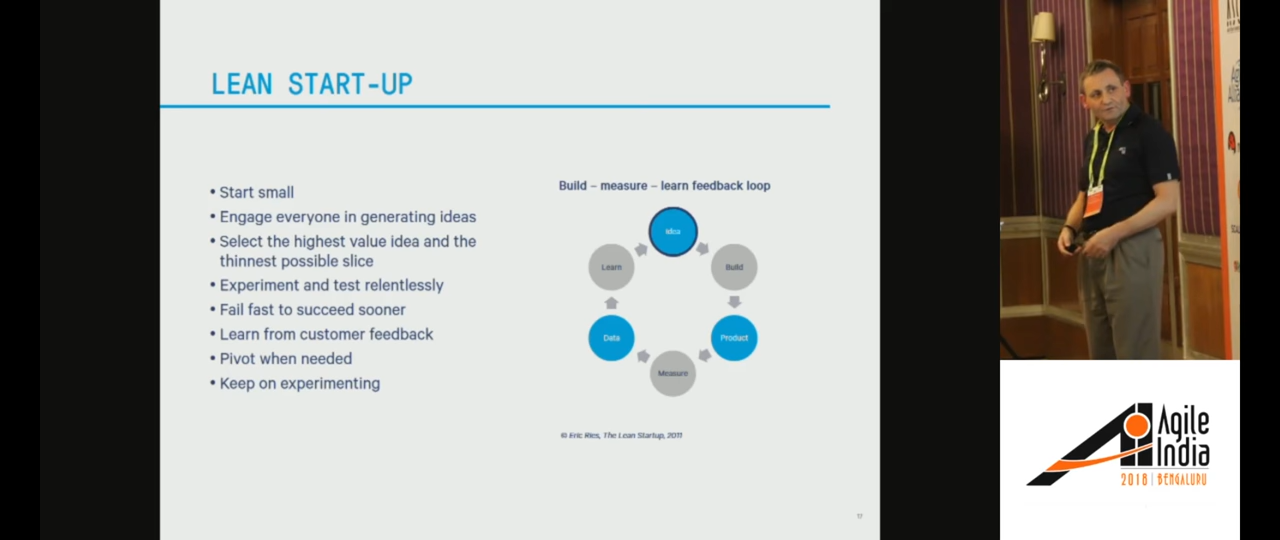 LEAN START-UP
• Start small
• Engage everyone in generating ideas
• Select the highest value idea and the
thinnest possible slice
• Experiment and test relentlessly
• Fail fast to succeed sooner
• Learn from customer feedback
• Pivot when needed
• Keep on experimenting
Build – measure – learn feedback loop
Idea
Build
Product
Measure
Data
Learn
© Eric Ries, The Lean Startup, 2011
17
Agile
India
2018 | BENGALURU